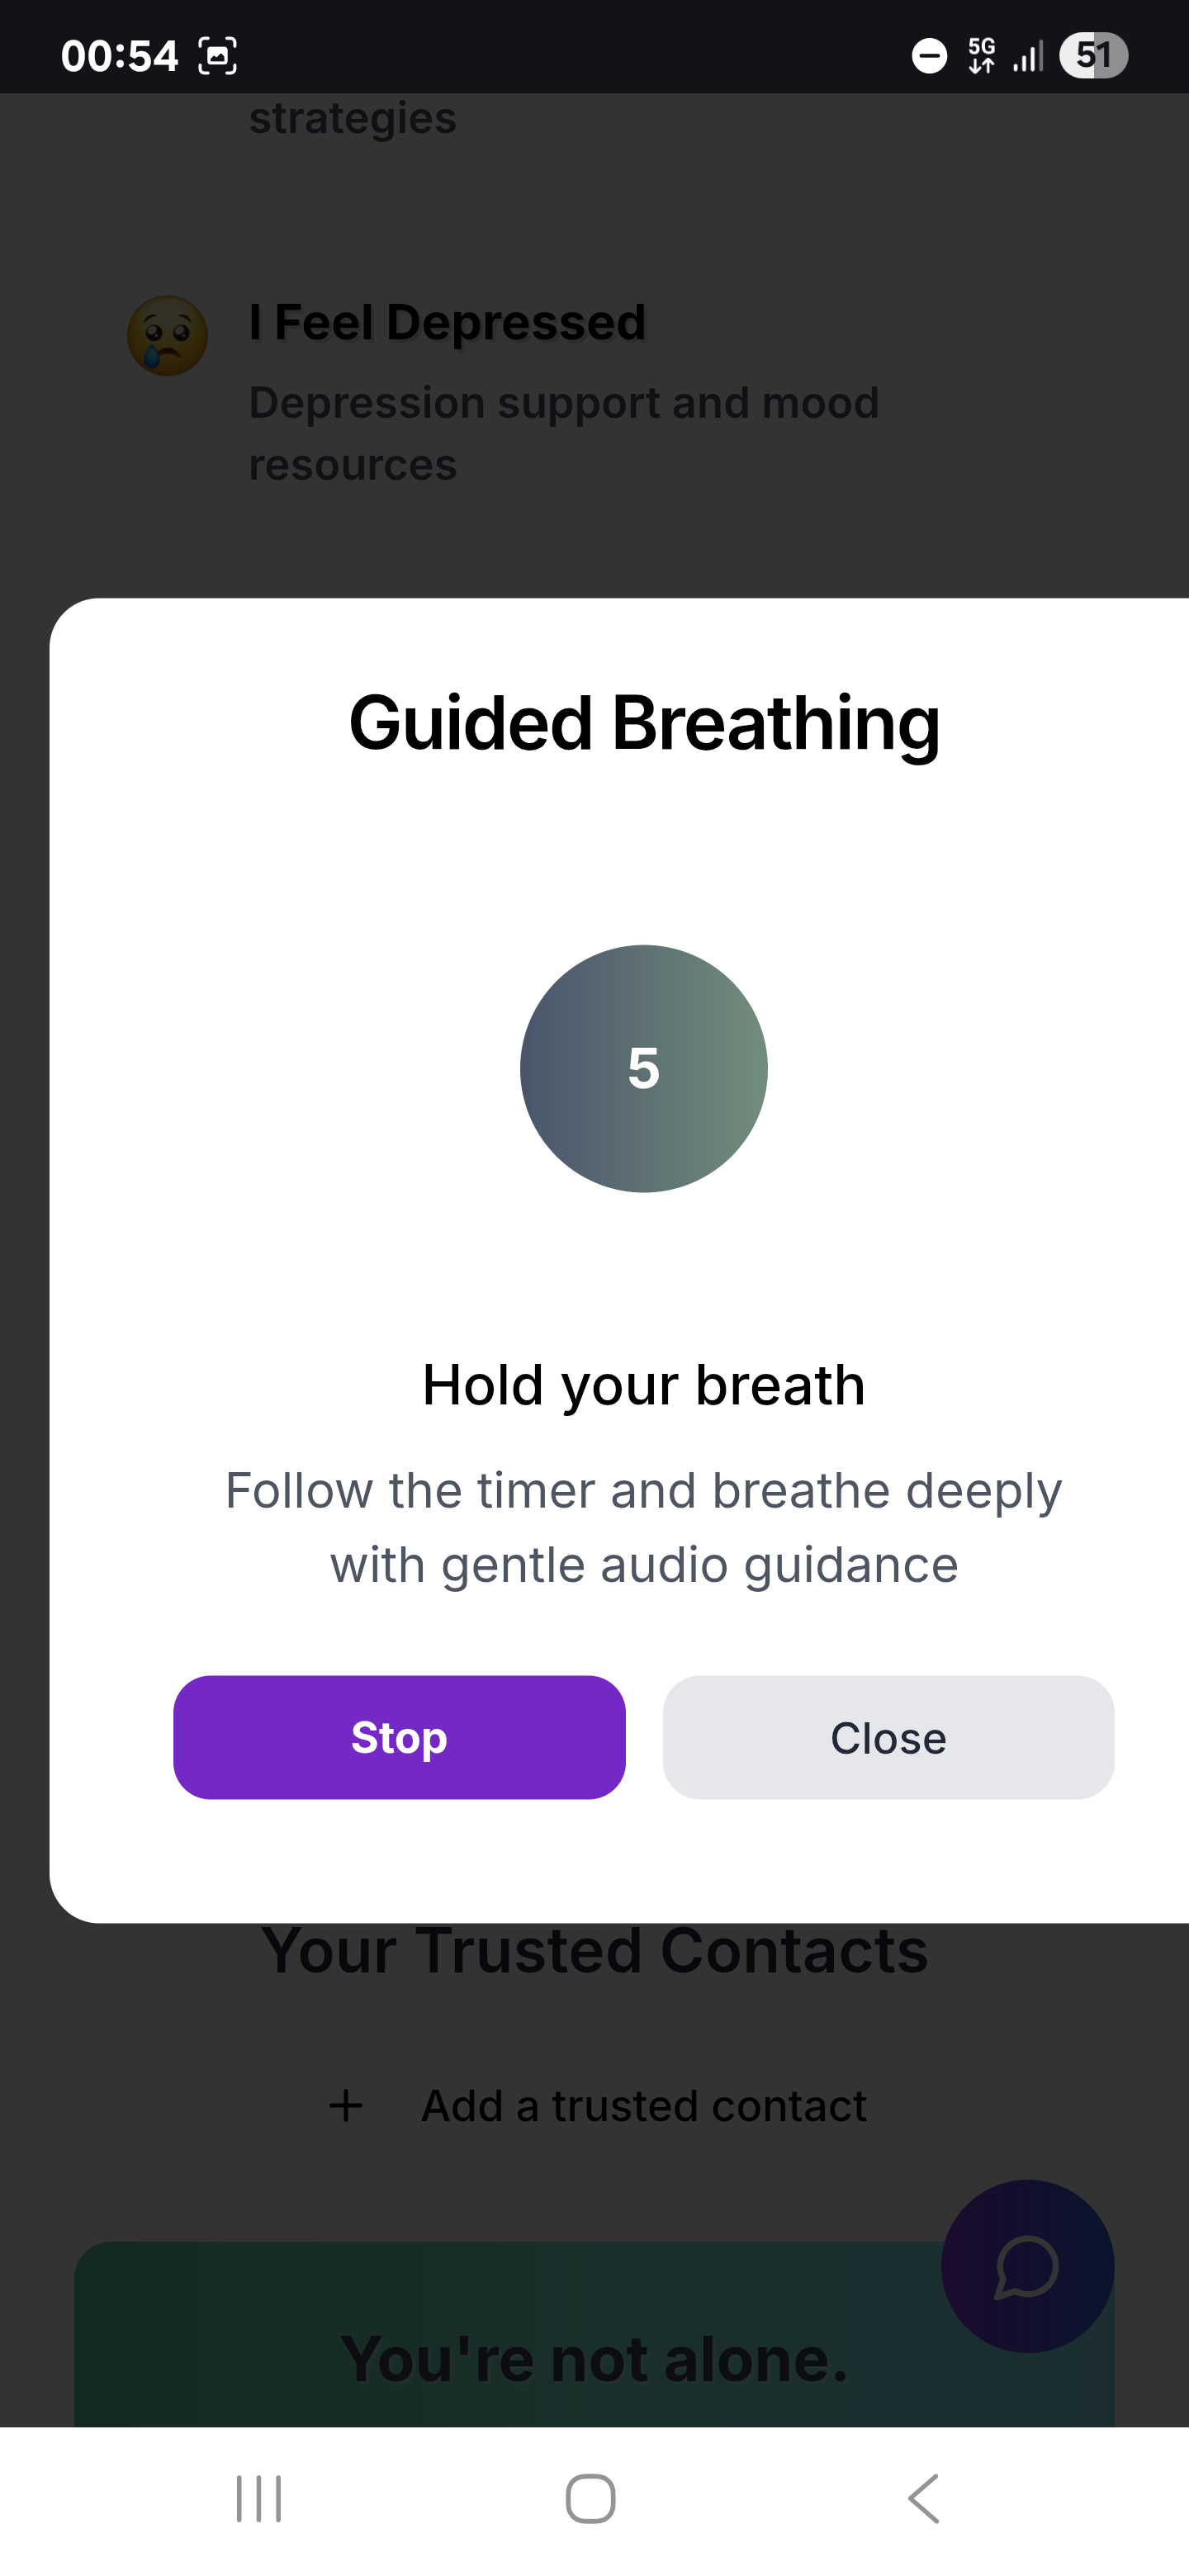 00:54
5G
51
strategies
I Feel Depressed
Depression support and mood
resources
Guided Breathing
5
Hold your breath
Follow the timer and breathe deeply
with gentle audio guidance
Stop
Close
Your Trusted Contacts
+ Add a trusted contact
You're not alone.